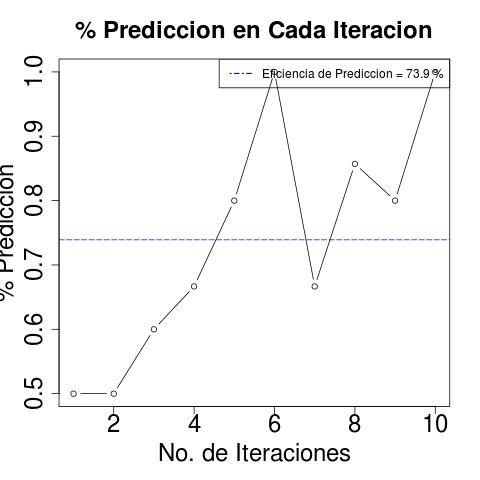 % Prediccion en Cada Iteracion
Eficiencia de Prediccion = 73.9 %
1.0
0.9
0.8
0.7
0.6
0.5
% Prediccion
2 4 6 8 10
No. de Iteraciones